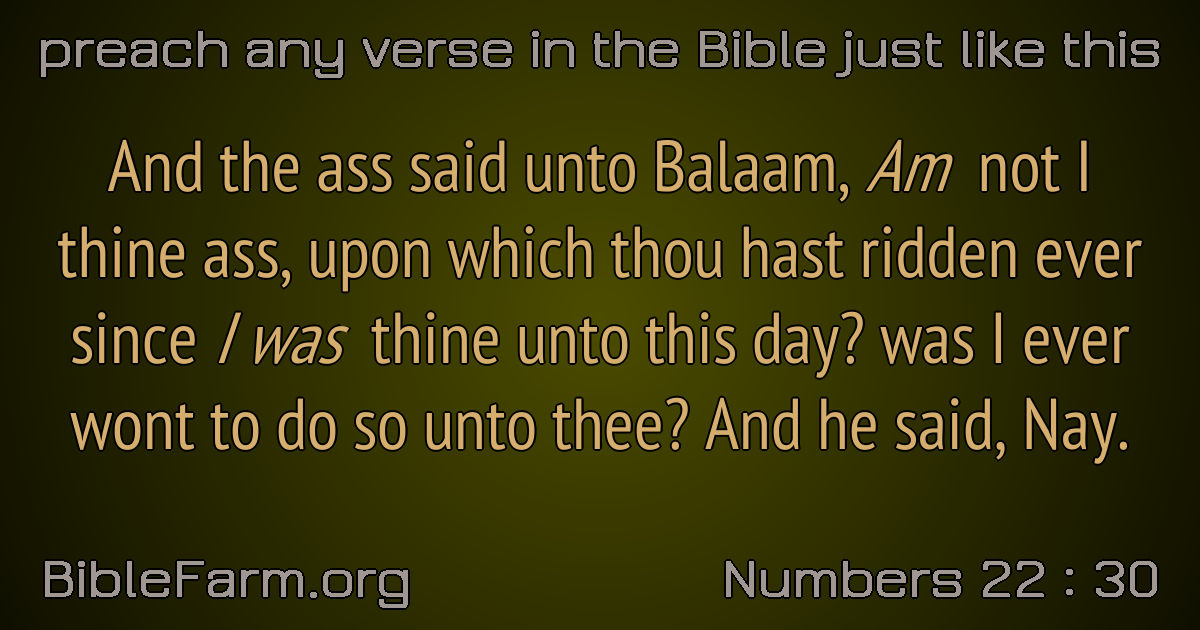 preach any verse in the Bible just like this
And the ass said unto Balaam, Am not I
thine ass, upon which thou hast ridden ever
since I was thine unto this day? was I ever
wont to do so unto thee? And he said, Nay.
BibleFarm.org
Numbers 22 : 30